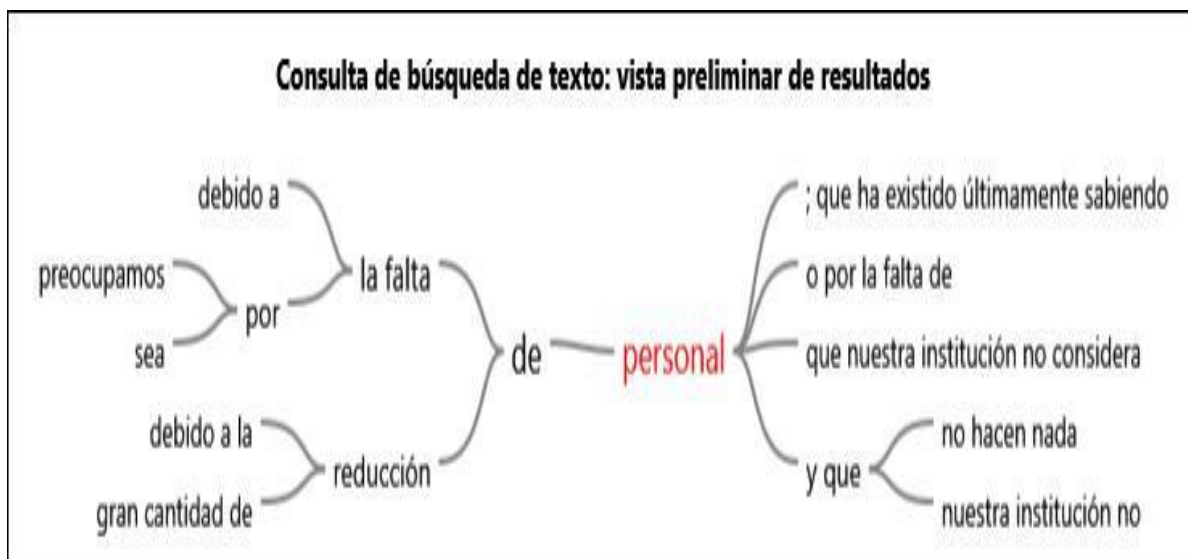 Consulta de búsqueda de texto: vista preliminar de resultados
debido a
preocupamos
sea
por
la falta
debido a la
gran cantidad de
reducción
de
personal
; que ha existido últimamente sabiendo
o por la falta de
que nuestra institución no considera
y que
no hacen nada
nuestra institución no